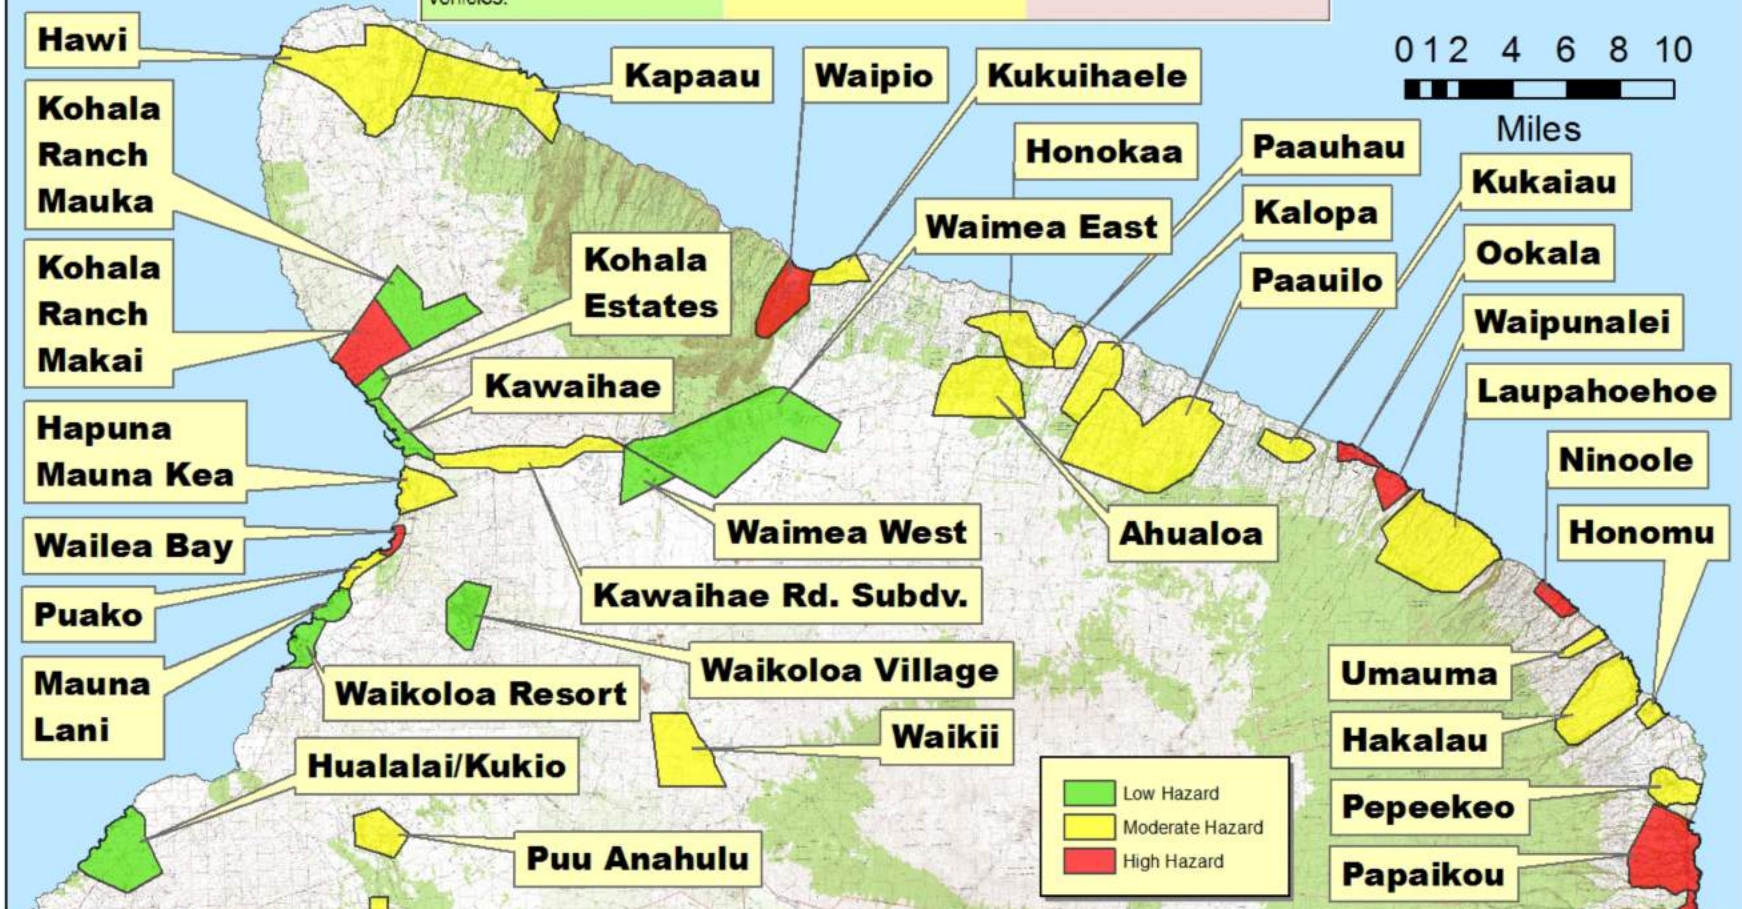 vehicles.
Hawi
Kapaau
Waipio
Kukuihaele
0 1 2 4 6 8 10
Miles
Kohala
Ranch
Mauka
Honokaa
Paauhau
Kukaiau
Waimea East
Kalopa
Kohala
Ranch
Makai
Kohala
Estates
Paauilo
Ookala
Waipunalei
Kawaihae
Laupahoehoe
Hapuna
Mauna Kea
Ninoole
Wailea Bay
Waimea West
Ahualoa
Honomu
Puako
Kawaihae Rd. Subdv.
Mauna
Lani
Waikoloa Resort
Waikoloa Village
Umauma
Waikii
Hakalau
Hualalai/Kukio
Low Hazard
Moderate Hazard
High Hazard
Pepeekeo
Puu Anahulu
Papaikou